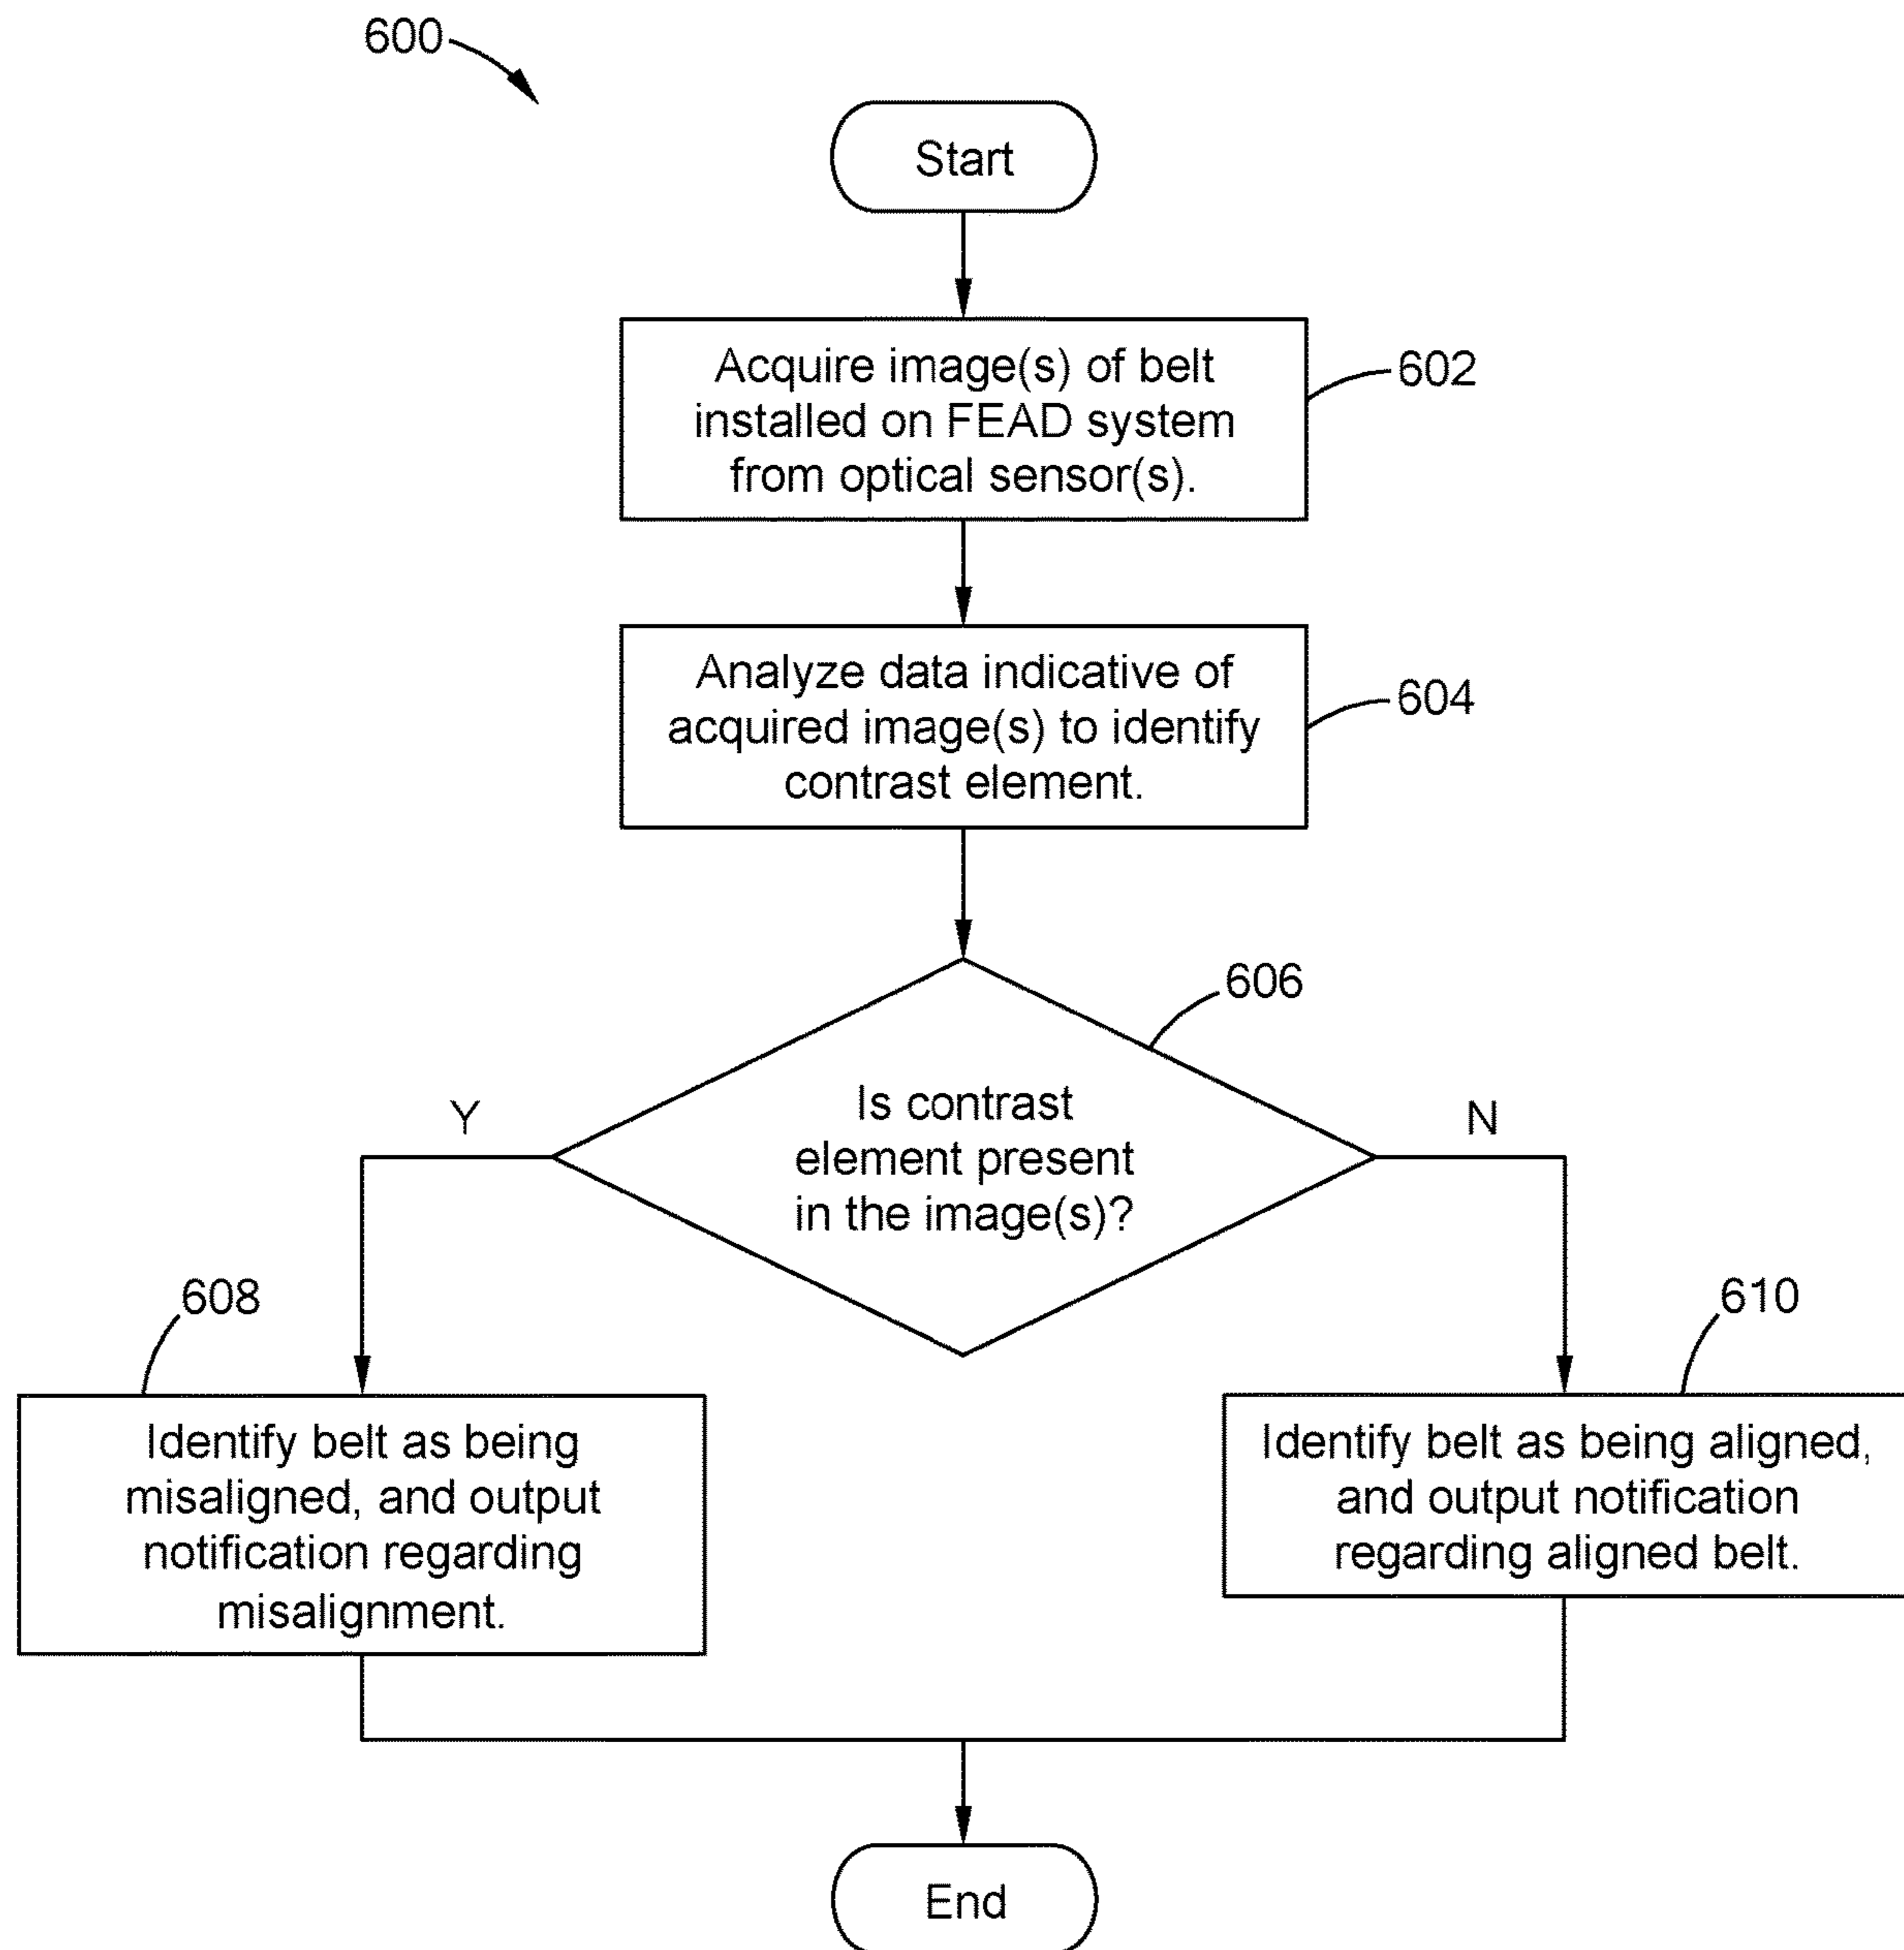 600
Start
Acquire image(s) of belt
installed on FEAD system
from optical sensor(s).
602
Analyze data indicative of
acquired image(s) to identify
contrast element.
604
606
Is contrast
element present
in the image(s)?
Y
N
608
Identify belt as being
misaligned, and output
notification regarding
misalignment.
610
Identify belt as being aligned,
and output notification
regarding aligned belt.
End